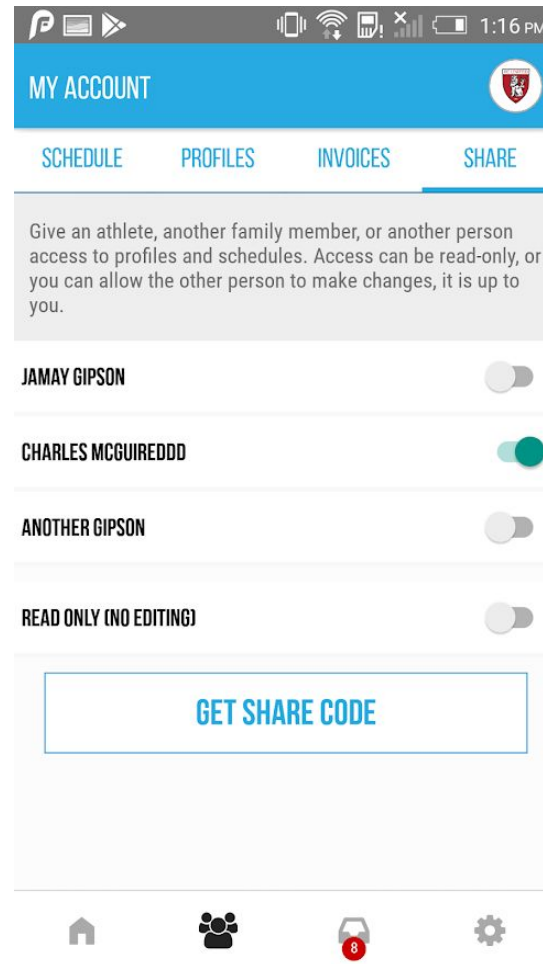 1:16 PM
MY ACCOUNT
SCHEDULE PROFILES INVOICES SHARE
Give an athlete, another family member, or another person
access to profiles and schedules. Access can be read-only, or
you can allow the other person to make changes, it is up to
you.
JAMAY GIPSON
CHARLES MCGUIREDDD
ANOTHER GIPSON
READ ONLY (NO EDITING)
GET SHARE CODE
8